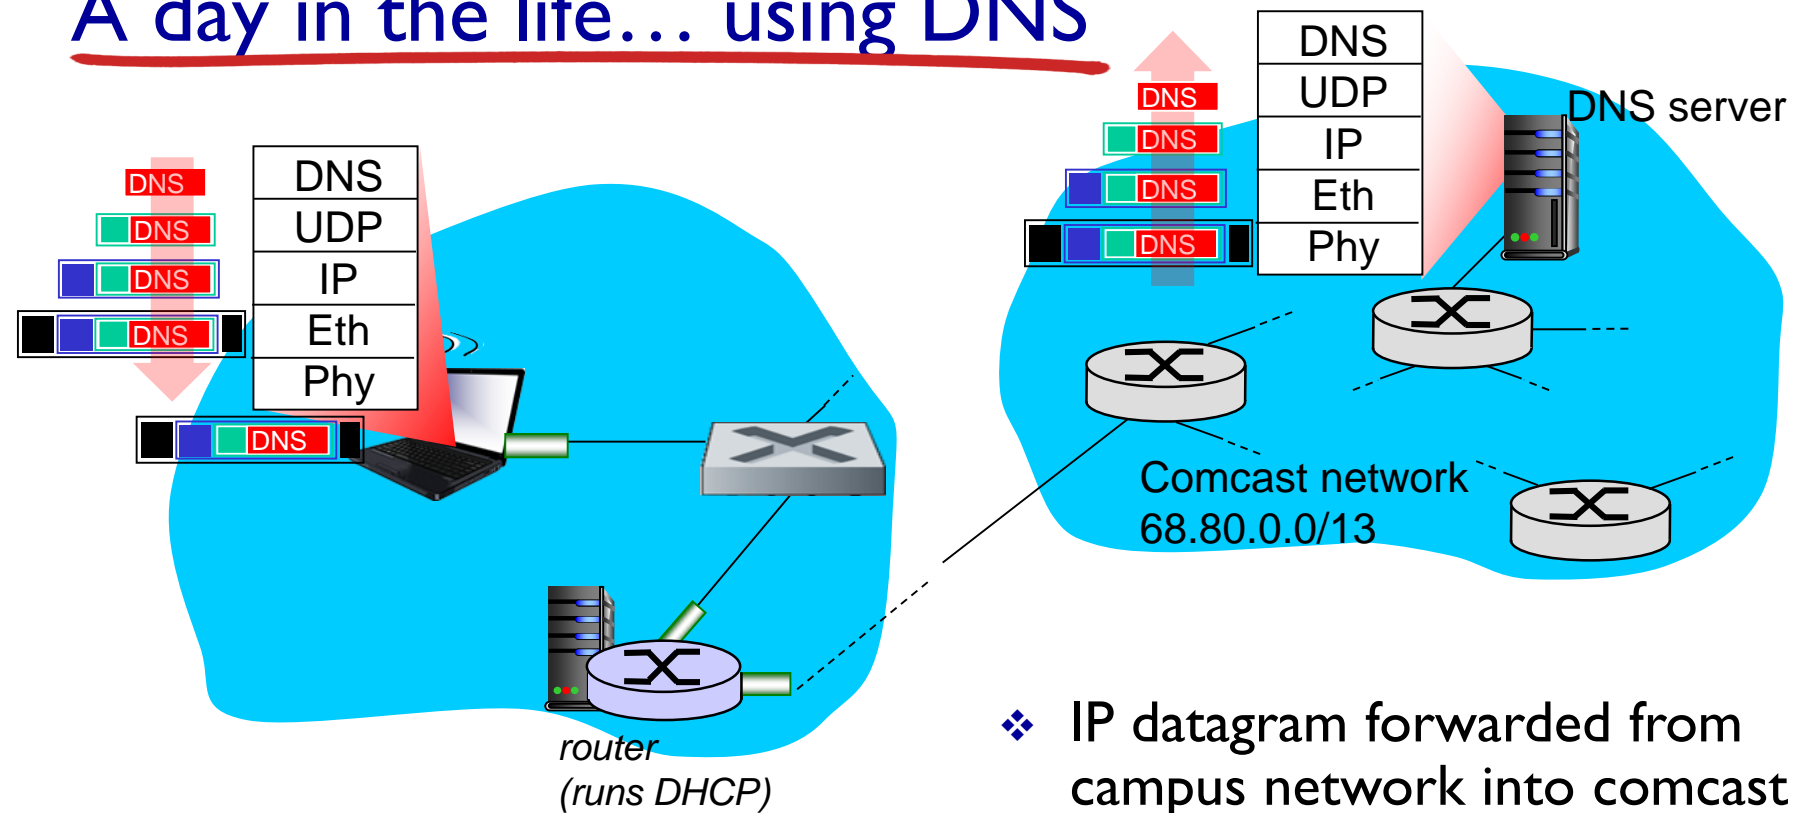 A day in the life… using DNS
DNS
UDP
IP
Eth
Phy
DNS
DNS
DNS
DNS
DNS server
DNS
DNS
DNS
DNS
DNS
UDP
IP
Eth
Phy
DNS
Comcast network
68.80.0.0/13
router
(runs DHCP)
❖ IP datagram forwarded from
campus network into comcast